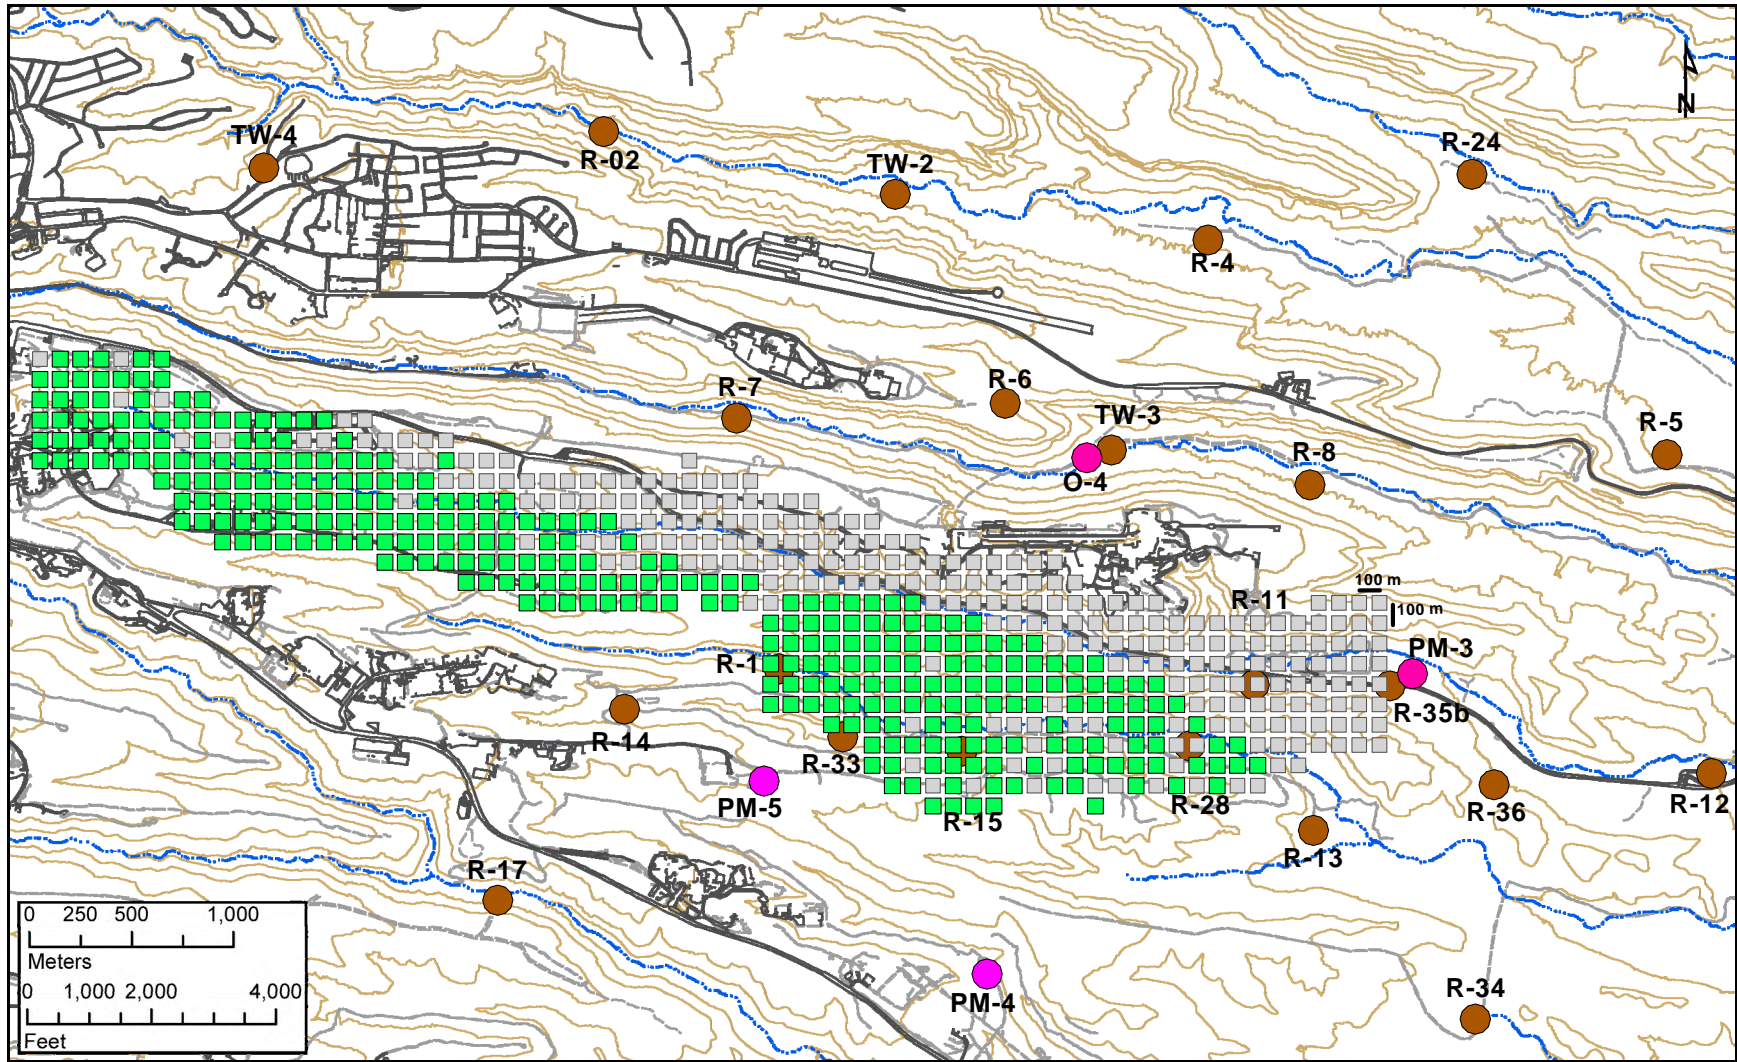 N
TW-4
R-02
TW-2
R-24
R-4
R-7
R-6
TW-3
R-5
R-8
O-4
100 m
R-11
100 m
R-1
PM-3
R-35b
R-14
R-33
PM-5
R-15
R-28
R-36
R-12
R-13
R-17
PM-4
R-34
0 250 500 1,000
Meters
0 1,000 2,000 4,000
Feet